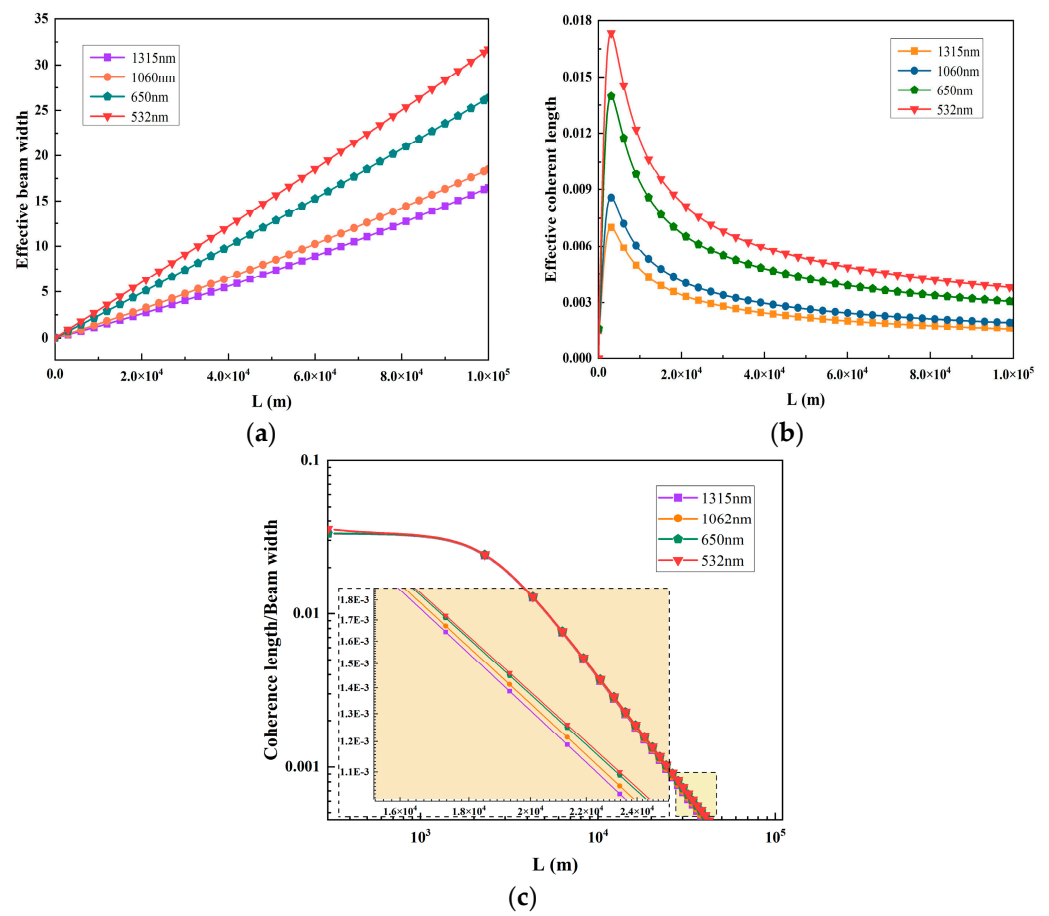 35
30
25
20
15
10
5
0
Effective beam width
1315nm
1060nm
650nm
532nm
0.0
2.0×10⁴
4.0×10⁴
6.0×10⁴
8.0×10⁴
1.0×10⁵
L (m)
(a)
0.018
0.015
0.012
0.009
0.006
0.003
0.000
Effective coherent length
1315nm
1060nm
650nm
532nm
0.0
2.0×10⁴
4.0×10⁴
6.0×10⁴
8.0×10⁴
1.0×10⁵
L (m)
(b)
0.1
0.01
0.001
Coherence length/Beam width
1315nm
1062nm
650nm
532nm
1.8E-3
1.7E-3
1.6E-3
1.5E-3
1.4E-3
1.3E-3
1.2E-3
1.1E-3
1.6×10⁴
1.8×10⁴
2×10⁴
2.2×10⁴
2.4×10⁴
10³
10⁴
10⁵
L (m)
(c)